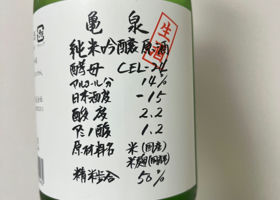 亀泉
生酒
純米吟醸原酒
酵母 CEL-24
アルコール分 14%
日本酒度 -15
酸度 2.2
アミノ酸 1.2
原材料名 米(国産)
米麹(国産米)
精米歩合 50%